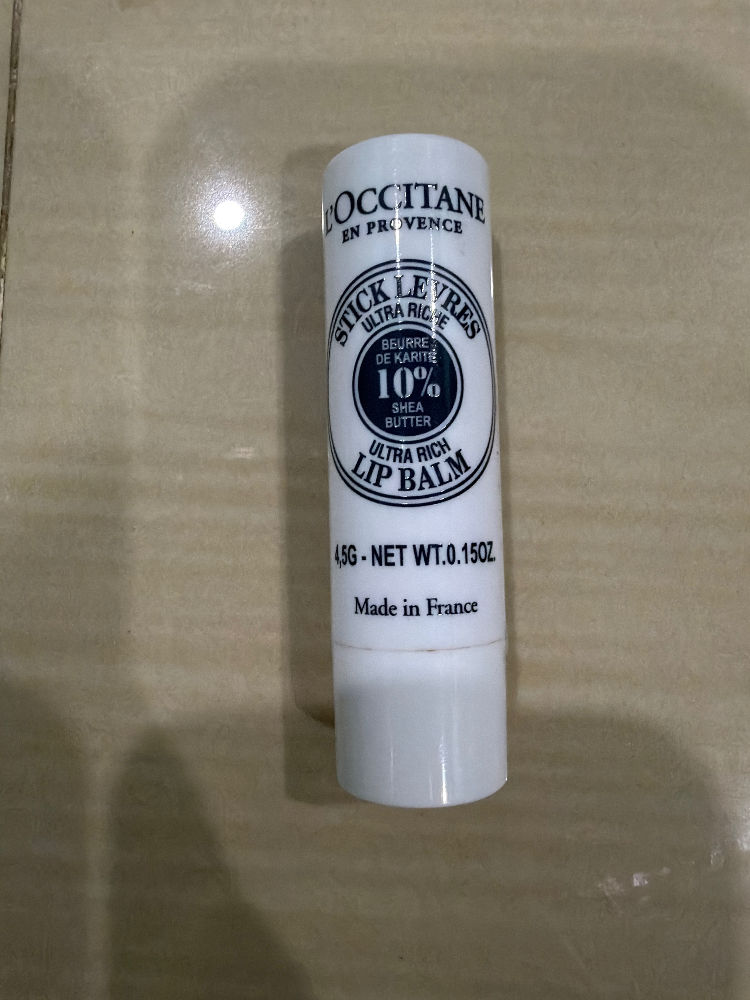 L'OCCITANE
EN PROVENCE
STICK LEVRES
ULTRA RICHE
BEURRE
DE KARITÉ
10%
SHEA
BUTTER
ULTRA RICH
LIP BALM
4,5G - NET WT.0.15OZ.
Made in France